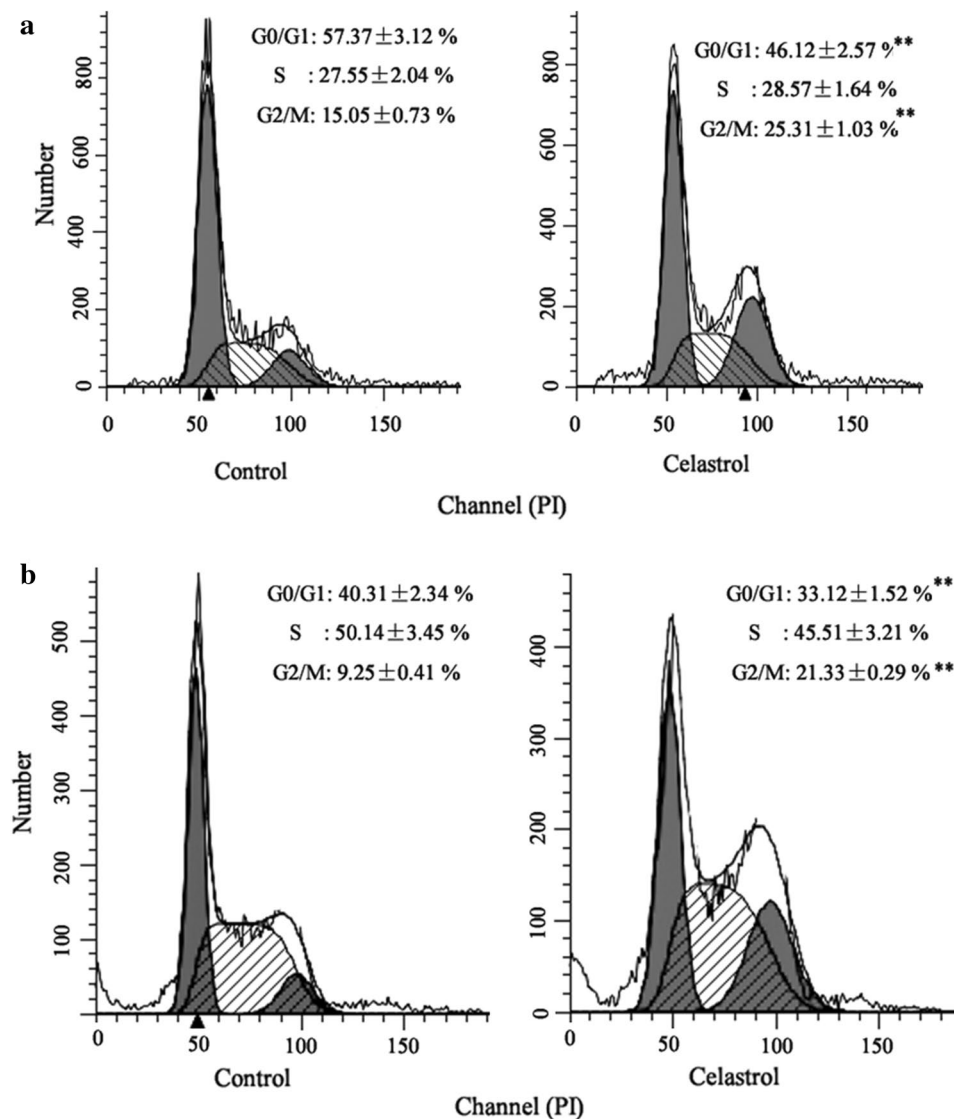 a
G0/G1: 57.37±3.12 %
S : 27.55±2.04 %
G2/M: 15.05±0.73 %
Number
0 200 400 600 800
0 50 100 150
Control
G0/G1: 46.12±2.57 %**
S : 28.57±1.64 %
G2/M: 25.31±1.03 %**
0 200 400 600 800
0 50 100 150
Celastrol
Channel (PI)
b
G0/G1: 40.31±2.34 %
S : 50.14±3.45 %
G2/M: 9.25±0.41 %
Number
100 200 300 400 500
0 50 100 150
Control
G0/G1: 33.12±1.52 %**
S : 45.51±3.21 %
G2/M: 21.33±0.29 %**
0 100 200 300 400
0 50 100 150
Celastrol
Channel (PI)